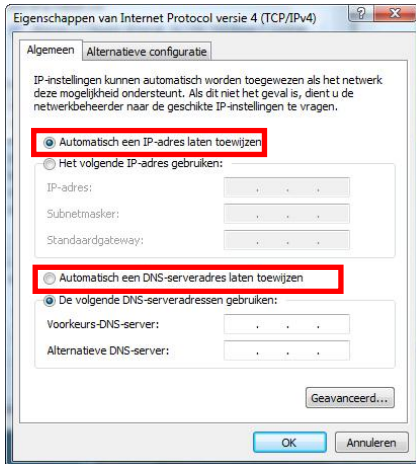 Eigenschappen van Internet Protocol versie 4 (TCP/IPv4)
Algemeen
Alternatieve configuratie
IP-instellingen kunnen automatisch worden toegewezen als het netwerk
deze mogelijkheid ondersteunt. Als dit niet het geval is, dient u de
netwerkbeheerder naar de geschikte IP-instellingen te vragen.
Automatisch een IP-adres laten toewijzen
Het volgende IP-adres gebruiken:
IP-adres:
Subnetmasker:
Standaardgateway:
Automatisch een DNS-serveradres laten toewijzen
De volgende DNS-serveradressen gebruiken:
Voorkeurs-DNS-server:
Alternatieve DNS-server:
Geavanceerd...
OK
Annuleren